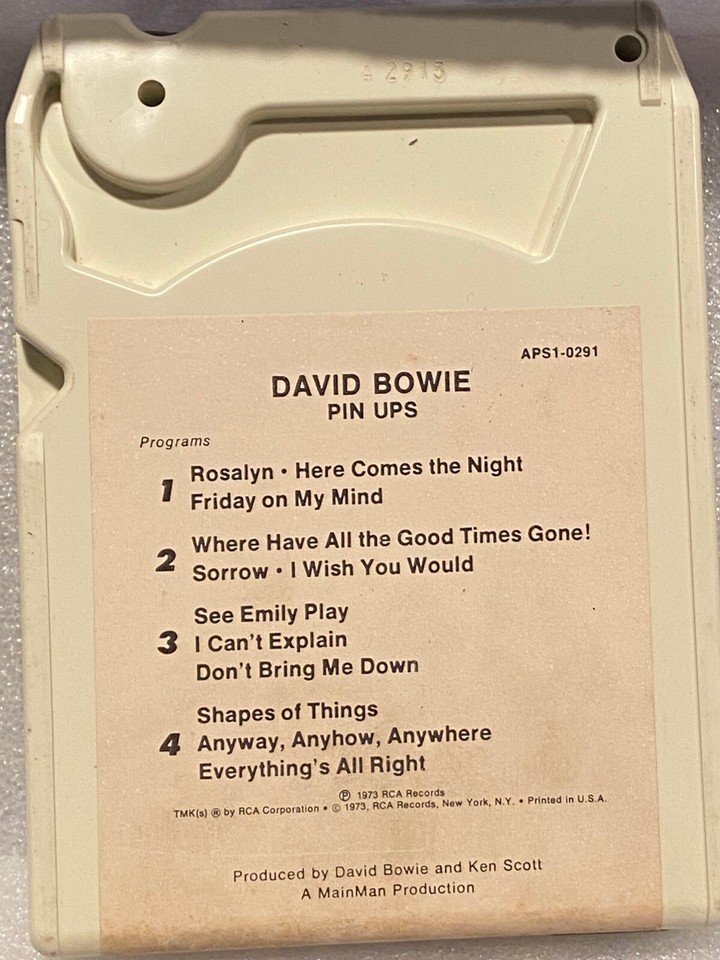 A 2913
APS1-0291
DAVID BOWIE
PIN UPS
Programs
1 Rosalyn • Here Comes the Night
Friday on My Mind
2 Where Have All the Good Times Gone!
Sorrow • I Wish You Would
3 See Emily Play
I Can't Explain
Don't Bring Me Down
4 Shapes of Things
Anyway, Anyhow, Anywhere
Everything's All Right
Ⓟ 1973 RCA Records
TMK(s) ® by RCA Corporation • © 1973, RCA Records, New York, N.Y. • Printed in U.S.A.
Produced by David Bowie and Ken Scott
A MainMan Production